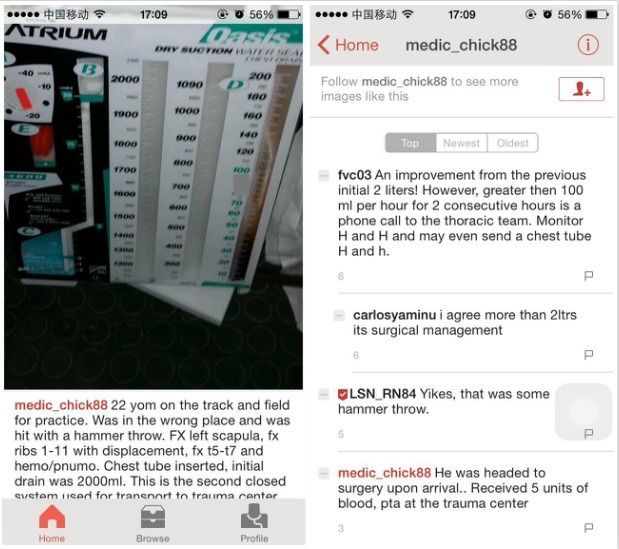 中国移动
17:09
56%
ATRIUM
Oasis
DRY SUCTION WATER SEAL
CHEST DRAIN
-40
-10
-20
E
B
D
2000
1900
1800
1700
1600
1500
1400
1300
1200
1090
1000
900
800
700
600
500
400
300
200
180
160
140
120
100
70
medic_chick88 22 yom on the track and field
for practice. Was in the wrong place and was
hit with a hammer throw. FX left scapula, fx
ribs 1-11 with displacement, fx t5-t7 and
hemo/pnumo. Chest tube inserted, initial
drain was 2000ml. This is the second closed
system used for transport to trauma center
Home
Browse
Profile
中国移动
17:09
56%
Home
medic_chick88
Follow medic_chick88 to see more
images like this
Top
Newest
Oldest
fvc03 An improvement from the previous
initial 2 liters! However, greater then 100
ml per hour for 2 consecutive hours is a
phone call to the thoracic team. Monitor
H and H and may even send a chest tube
H and h.
6
carlosyaminu i agree more than 2ltrs
its surgical management
6
LSN_RN84 Yikes, that was some
hammer throw.
5
medic_chick88 He was headed to
surgery upon arrival.. Received 5 units of
blood, pta at the trauma center
3